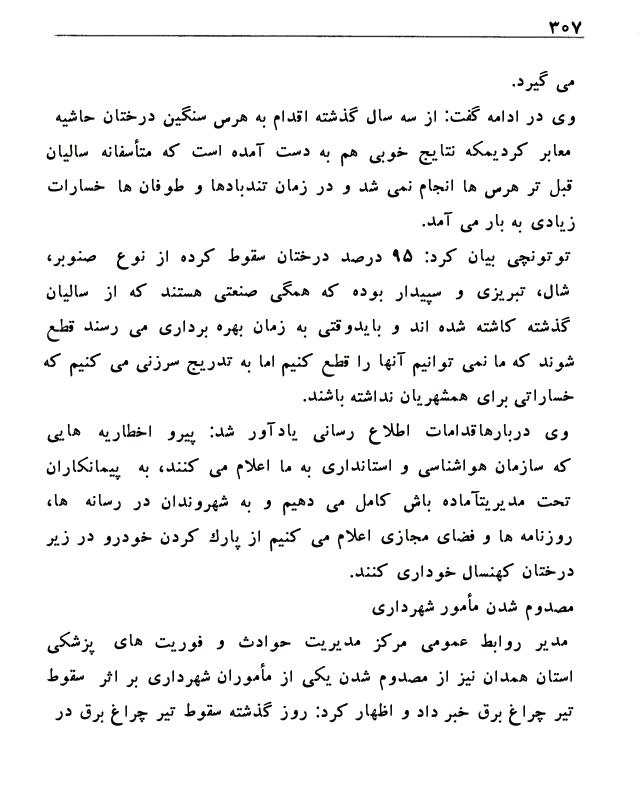 ۳۰۷
می گیرد.
وی در ادامه گفت: از سه سال گذشته اقدام به هرس سنگین درختان حاشیه
معابر کردیمکه نتایج خوبی هم به دست آمده است که متأسفانه سالیان
قبل تر هرس ها انجام نمی شد و در زمان تندبادها و طوفان ها خسارات
زیادی به بار می آمد.
توتونچی بیان کرد: ۹۵ درصد درختان سقوط کرده از نوع صنوبر،
شال، تبریزی و سپیدار بوده که همگی صنعتی هستند که از سالیان
گذشته کاشته شده اند و بایدوقتی به زمان بهره برداری می رسند قطع
شوند که ما نمی توانیم آنها را قطع کنیم اما به تدریج سرزنی می کنیم که
خساراتی برای همشهریان نداشته باشند.
وی دربارهاقدامات اطلاع رسانی یادآور شد: پیرو اخطاریه هایی
که سازمان هواشناسی و استانداری به ما اعلام می کنند، به پیمانکاران
تحت مدیریتآماده باش کامل می دهیم و به شهروندان در رسانه ها،
روزنامه ها و فضای مجازی اعلام می کنیم از پارک کردن خودرو در زیر
درختان کهنسال خوداری کنند.
مصدوم شدن مأمور شهرداری
مدیر روابط عمومی مرکز مدیریت حوادث و فوریت های پزشکی
استان همدان نیز از مصدوم شدن یکی از مأموران شهرداری بر اثر سقوط
تیر چراغ برق خبر داد و اظهار کرد: روز گذشته سقوط تیر چراغ برق در